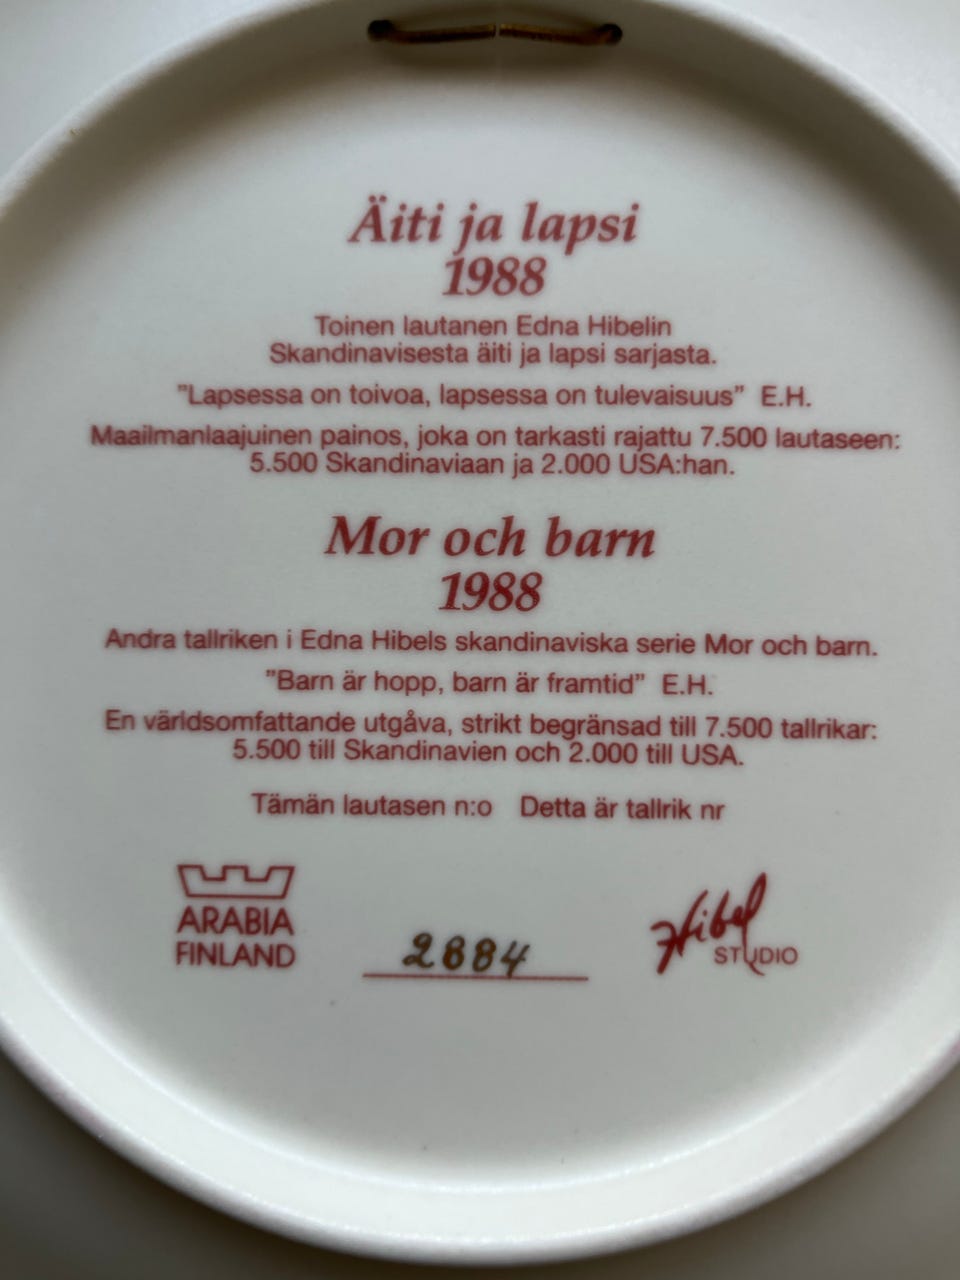 Äiti ja lapsi
1988
Toinen lautanen Edna Hibelin
Skandinavisesta äiti ja lapsi sarjasta.
"Lapsessa on toivoa, lapsessa on tulevaisuus" E.H.
Maailmanlaajuinen painos, joka on tarkasti rajattu 7.500 lautaseen:
5.500 Skandinaviaan ja 2.000 USA:han.
Mor och barn
1988
Andra tallriken i Edna Hibels skandinaviska serie Mor och barn.
"Barn är hopp, barn är framtid" E.H.
En världsomfattande utgåva, strikt begränsad till 7.500 tallrikar:
5.500 till Skandinavien och 2.000 till USA.
Tämän lautasen n:o Detta är tallrik nr
ARABIA
FINLAND
2884
Hibel
STUDIO